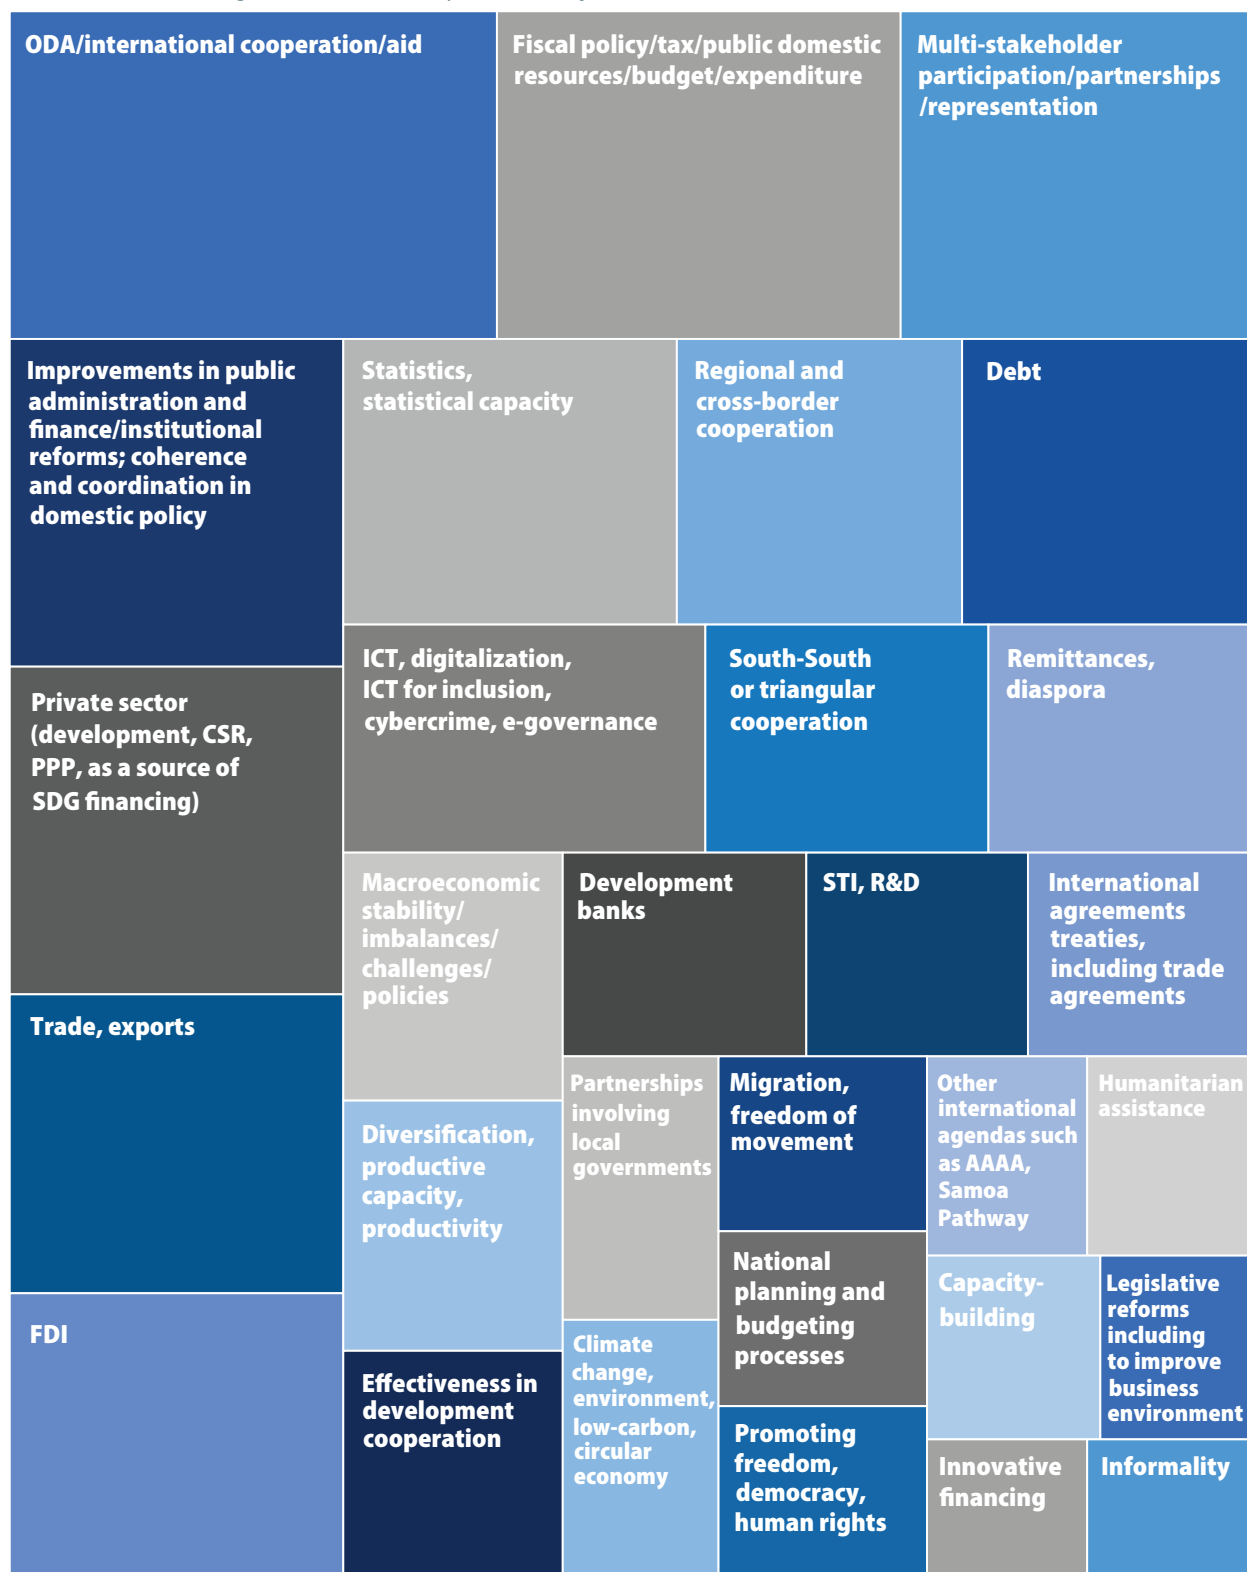 ODA/international cooperation/aid
Fiscal policy/tax/public domestic
resources/budget/expenditure
Multi-stakeholder
participation/partnerships
/representation
Improvements in public
administration and
finance/institutional
reforms; coherence
and coordination in
domestic policy
Statistics,
statistical capacity
Regional and
cross-border
cooperation
Debt
Private sector
(development, CSR,
PPP, as a source of
SDG financing)
ICT, digitalization,
ICT for inclusion,
cybercrime, e-governance
South-South
or triangular
cooperation
Remittances,
diaspora
Macroeconomic
stability/
imbalances/
challenges/
policies
Development
banks
STI, R&D
International
agreements
treaties,
including trade
agreements
Trade, exports
Partnerships
involving
local
governments
Migration,
freedom of
movement
Other
international
agendas such
as AAAA,
Samoa
Pathway
Humanitarian
assistance
Diversification,
productive
capacity,
productivity
National
planning and
budgeting
processes
Capacity-
building
Legislative
reforms
including
to improve
business
environment
FDI
Effectiveness in
development
cooperation
Climate
change,
environment,
low-carbon,
circular
economy
Promoting
freedom,
democracy,
human rights
Innovative
financing
Informality